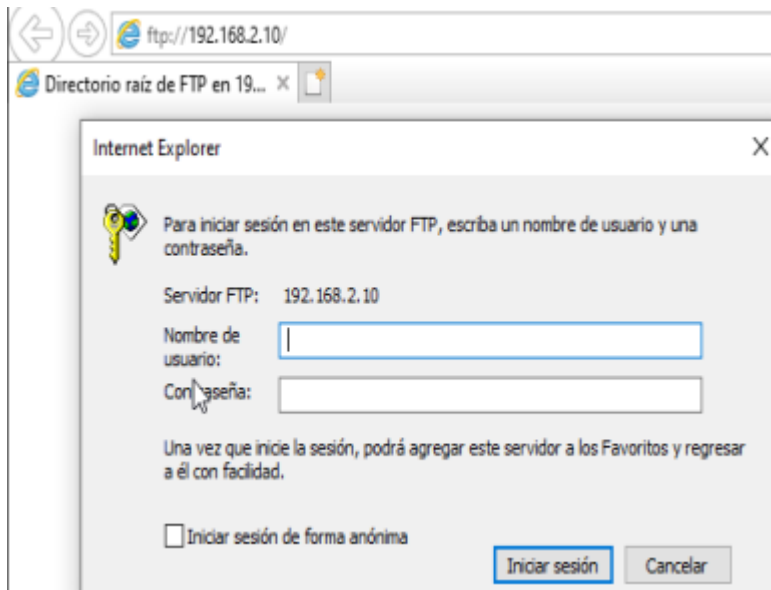 ftp://192.168.2.10/
Directorio raíz de FTP en 19...
Internet Explorer
Para iniciar sesión en este servidor FTP, escriba un nombre de usuario y una
contraseña.
Servidor FTP: 192.168.2.10
Nombre de
usuario:
Contraseña:
Una vez que inicie la sesión, podrá agregar este servidor a los Favoritos y regresar
a él con facilidad.
Iniciar sesión de forma anónima
Iniciar sesión Cancelar